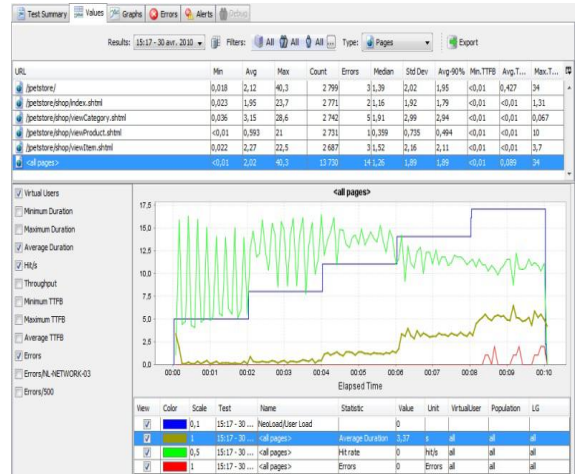 Test Summary Values Graphs Errors Alerts Debug
Results: 15:17 - 30 avr. 2010 Filters: All All All ... Type: Pages Export
URL Min Avg Max Count Errors Median Std Dev Avg-90% Min.TTFB Avg.T... Max.T...
/petstore/ 0,018 2,12 40,3 2 799 3 1,39 2,02 1,95 <0,01 0,427 34
/petstore/shop/index.shtml 0,023 1,95 23,7 2 771 2 1,16 1,92 1,79 <0,01 <0,01 1,31
/petstore/shop/viewCategory.shtml 0,036 3,15 28,6 2 742 5 1,91 2,99 2,94 <0,01 <0,01 0,067
/petstore/shop/viewProduct.shtml <0,01 0,593 21 2 731 1 0,359 0,735 0,494 <0,01 <0,01 10
/petstore/shop/viewItem.shtml 0,022 2,27 22,5 2 687 3 1,52 2,16 2,11 <0,01 <0,01 3,7
<all pages> <0,01 2,02 40,3 13 730 14 1,26 1,89 1,89 <0,01 0,089 34
Virtual Users
Minimum Duration
Maximum Duration
Average Duration
Hit/s
Throughput
Minimum TTFB
Maximum TTFB
Average TTFB
Errors
Errors/NL-NETWORK-03
Errors/500
<all pages>
17,5
15,0
12,5
10,0
7,5
5,0
2,5
0,0
00:00 00:01 00:02 00:03 00:04 00:05 00:06 00:07 00:08 00:09 00:10
Elapsed Time
View Color Scale Test Name Statistic Value Unit VirtualUser Population LG
0,1 15:17 - 30 ... NeoLoad/User Load 0
1 15:17 - 30 ... <all pages> Average Duration 3,37 s all all all
0,5 15:17 - 30 ... <all pages> Hit rate 0 hit/s all all all
1 15:17 - 30 ... <all pages> Errors 0 Errors all all all